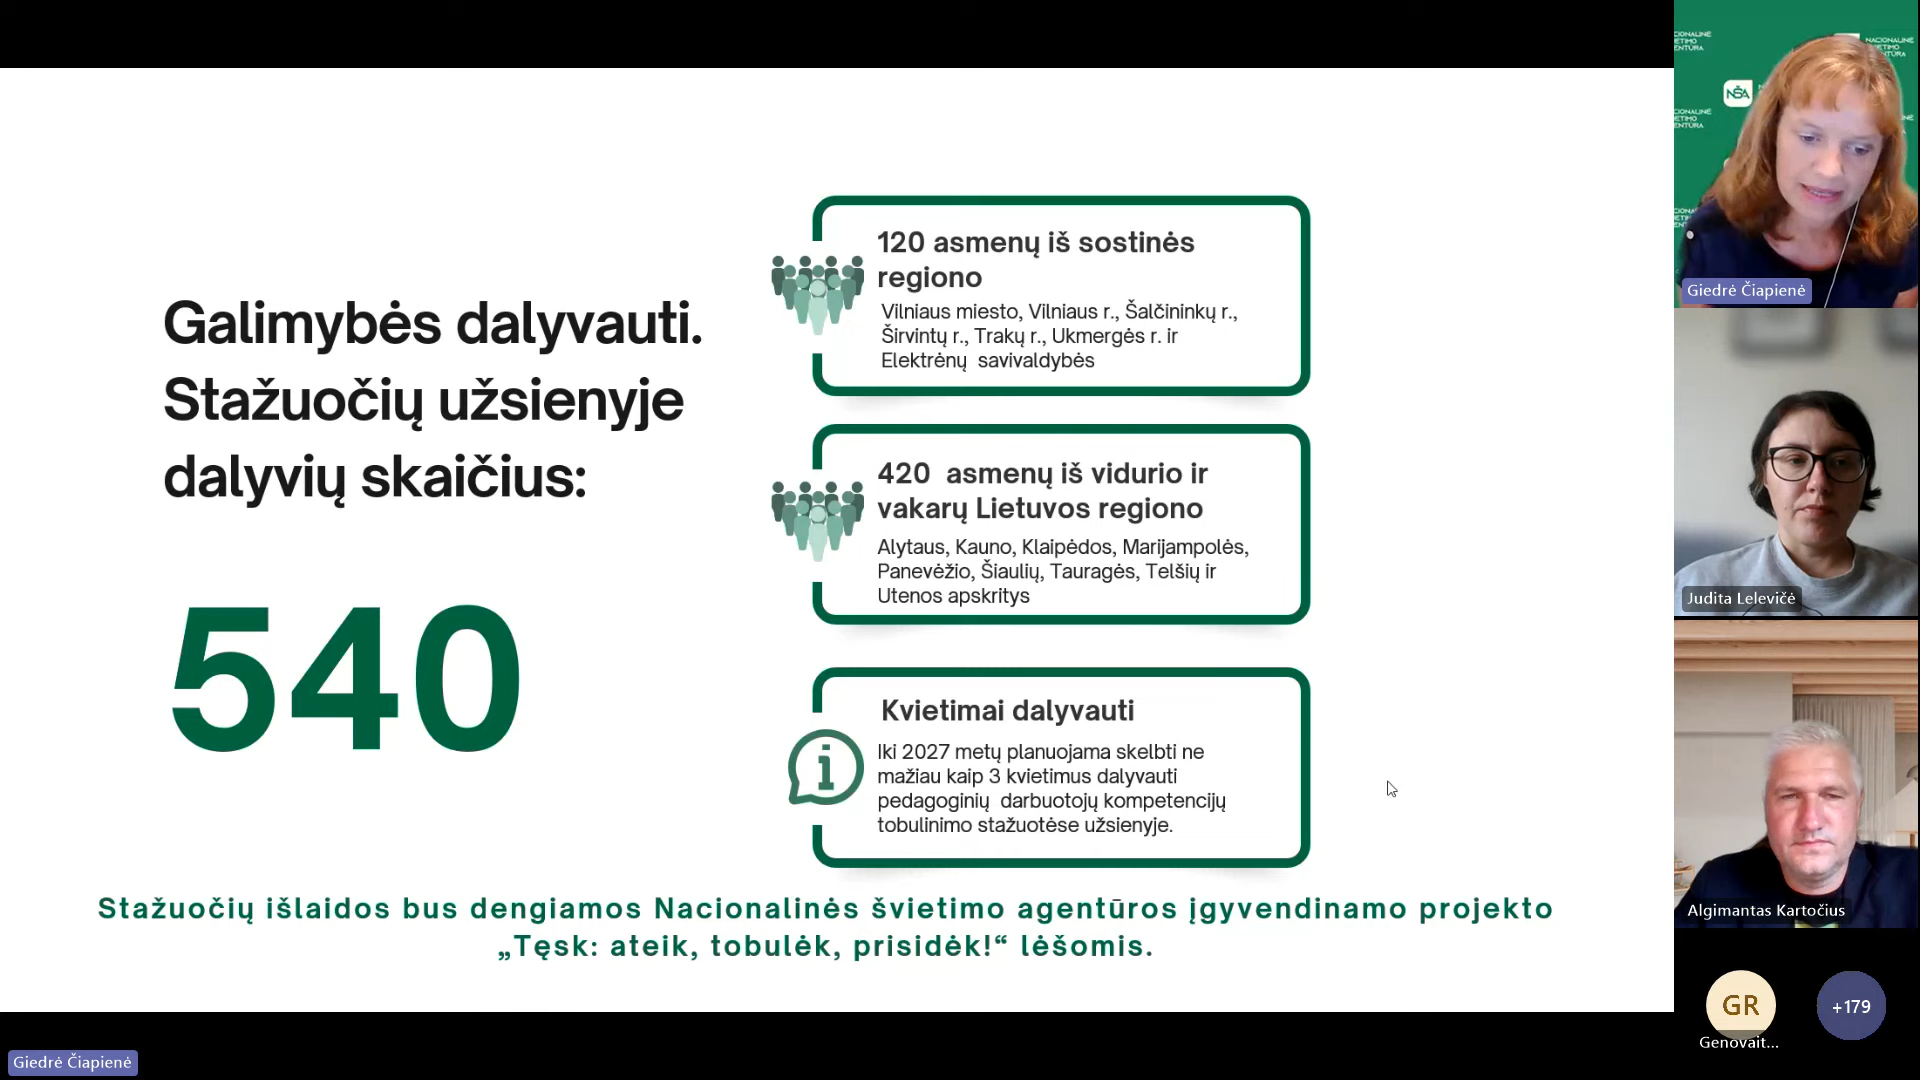 Galimybės dalyvauti.
Stažuočių užsienyje
dalyvių skaičius:
540
120 asmenų iš sostinės
regiono
Vilniaus miesto, Vilniaus r., Šalčininkų r.,
Širvintų r., Trakų r., Ukmergės r. ir
Elektrėnų savivaldybės
420 asmenų iš vidurio ir
vakarų Lietuvos regiono
Alytaus, Kauno, Klaipėdos, Marijampolės,
Panevėžio, Šiaulių, Tauragės, Telšių ir
Utenos apskritys
Kvietimai dalyvauti
Iki 2027 metų planuojama skelbti ne
mažiau kaip 3 kvietimus dalyvauti
pedagoginių darbuotojų kompetencijų
tobulinimo stažuotėse užsienyje.
Stažuočių išlaidos bus dengiamos Nacionalinės švietimo agentūros įgyvendinamo projekto
„Tęsk: ateik, tobulėk, prisidėk!“ lėšomis.
NŠA
Giedrė Čiapienė
Judita Lelevičė
Algimantas Kartočius
GR
Genovait...
+179
Giedrė Čiapienė